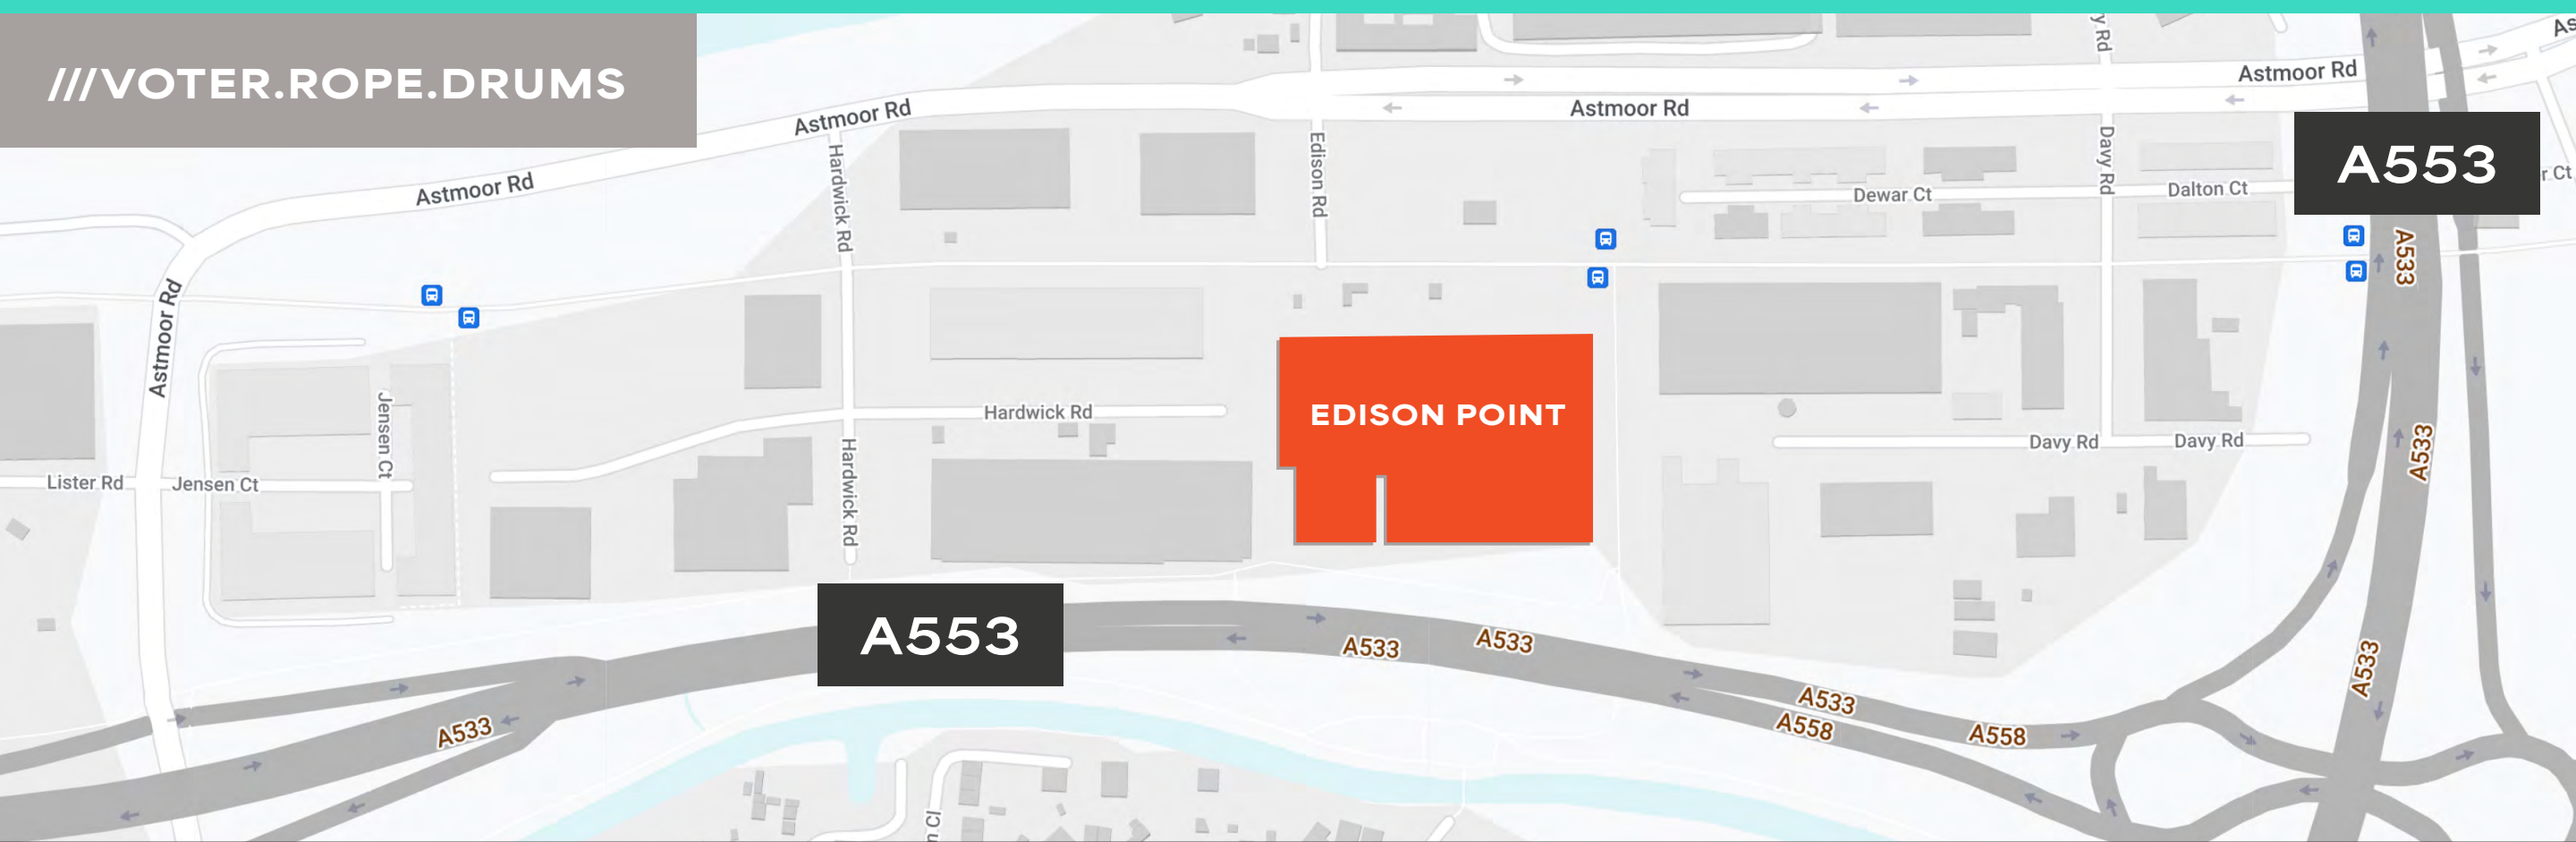 ///VOTER.ROPE.DRUMS
Astmoor Rd
Astmoor Rd
Astmoor Rd
Astmoor Rd
Astmoor Rd
A553
Hardwick Rd
Edison Rd
Davy Rd
Dewar Ct
Dalton Ct
A533
EDISON POINT
Hardwick Rd
Hardwick Rd
Jensen Ct
Lister Rd
Jensen Ct
Davy Rd
Davy Rd
A533
A553
A533
A533
A533
A533
A533
A558
A558